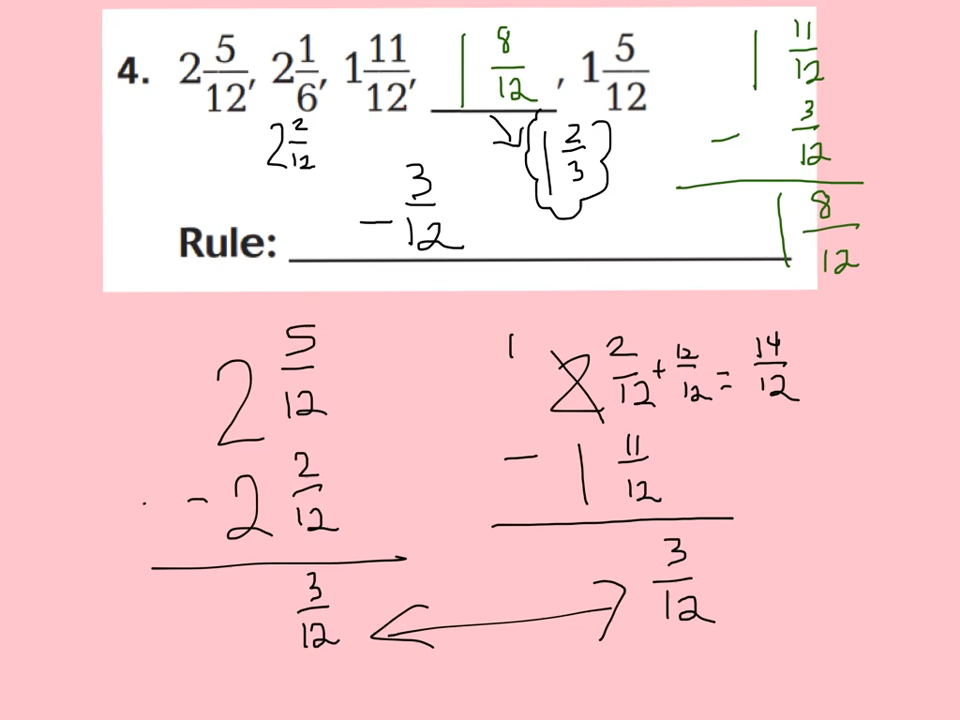 4. 2 5/12, 2 1/6, 1 11/12, 1 8/12, 1 5/12
2 2/12
1 2/3
Rule: - 3/12
1 11/12
- 3/12
1 8/12
2 5/12
- 2 2/12
3/12
1 2 2/12 + 12/12 = 14/12
- 1 11/12
3/12